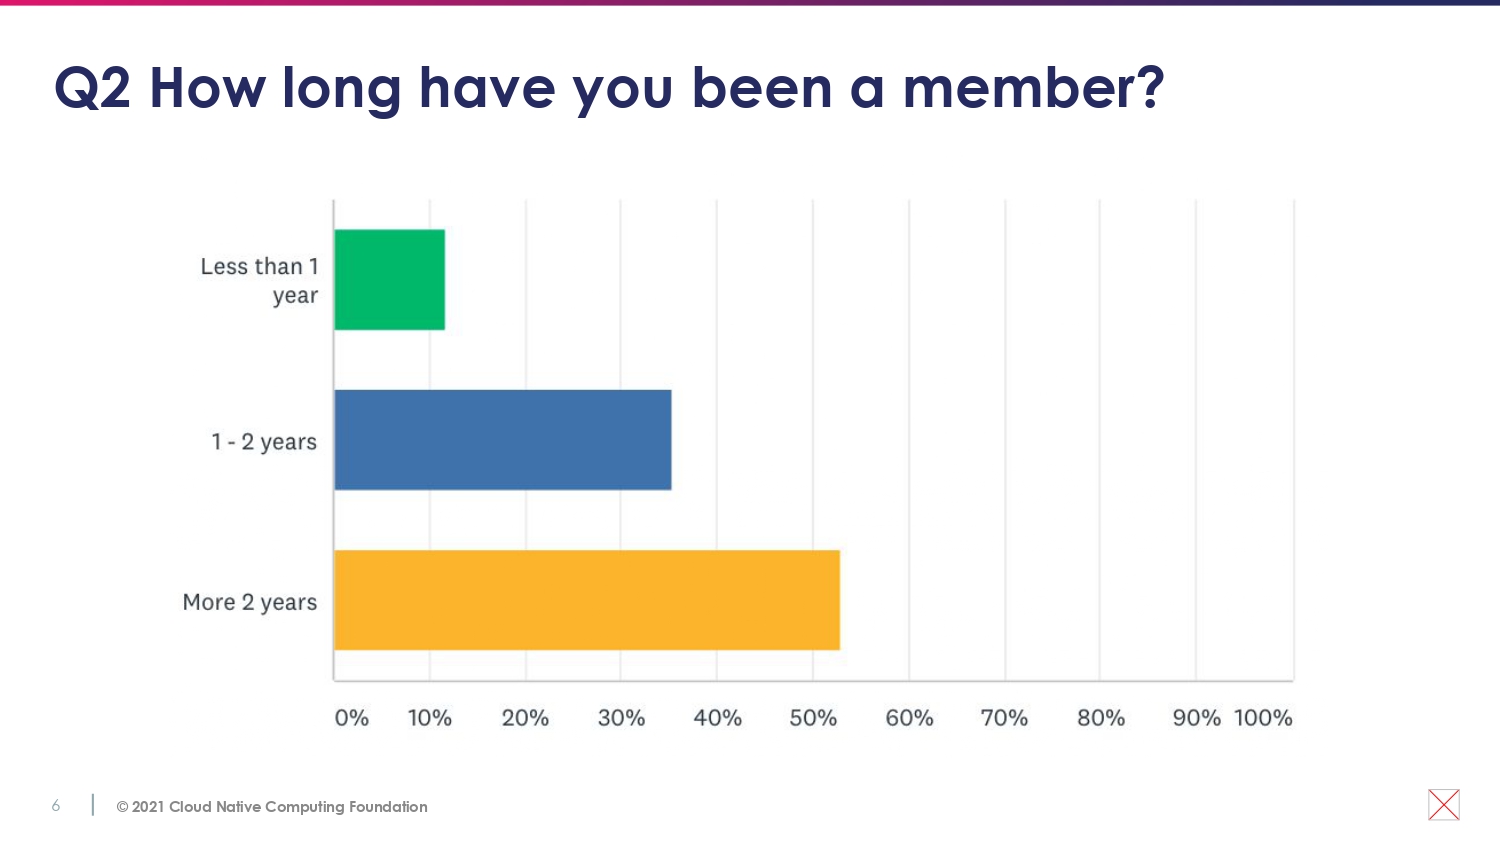 Q2 How long have you been a member?
Less than 1
year
1 - 2 years
More 2 years
0% 10% 20% 30% 40% 50% 60% 70% 80% 90% 100%
6 © 2021 Cloud Native Computing Foundation